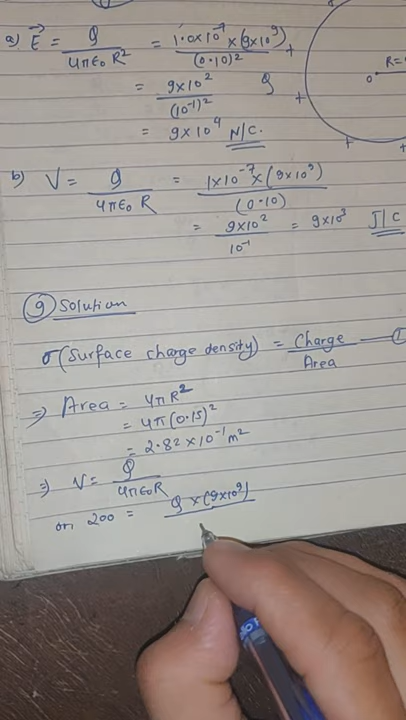 a) E⃗ = Q / 4πε₀R² = 1.0×10⁻⁷ × (9×10⁹) / (0.10)²
= 9×10² / (10⁻¹)²
Q
= 9×10⁴ N/C.
0 R=
b) V = Q / 4πε₀R = 1×10⁻⁷ × (9×10⁹) / (0.10)
= 9×10² / 10⁻¹ = 9×10³ J/C
9 Solution
σ (Surface charge density) = Charge / Area
⇒ Area = 4πR²
= 4π(0.15)²
= 2.82 × 10⁻¹ m²
⇒ V = Q / 4πε₀R
or 200 = Q × (9×10⁹)